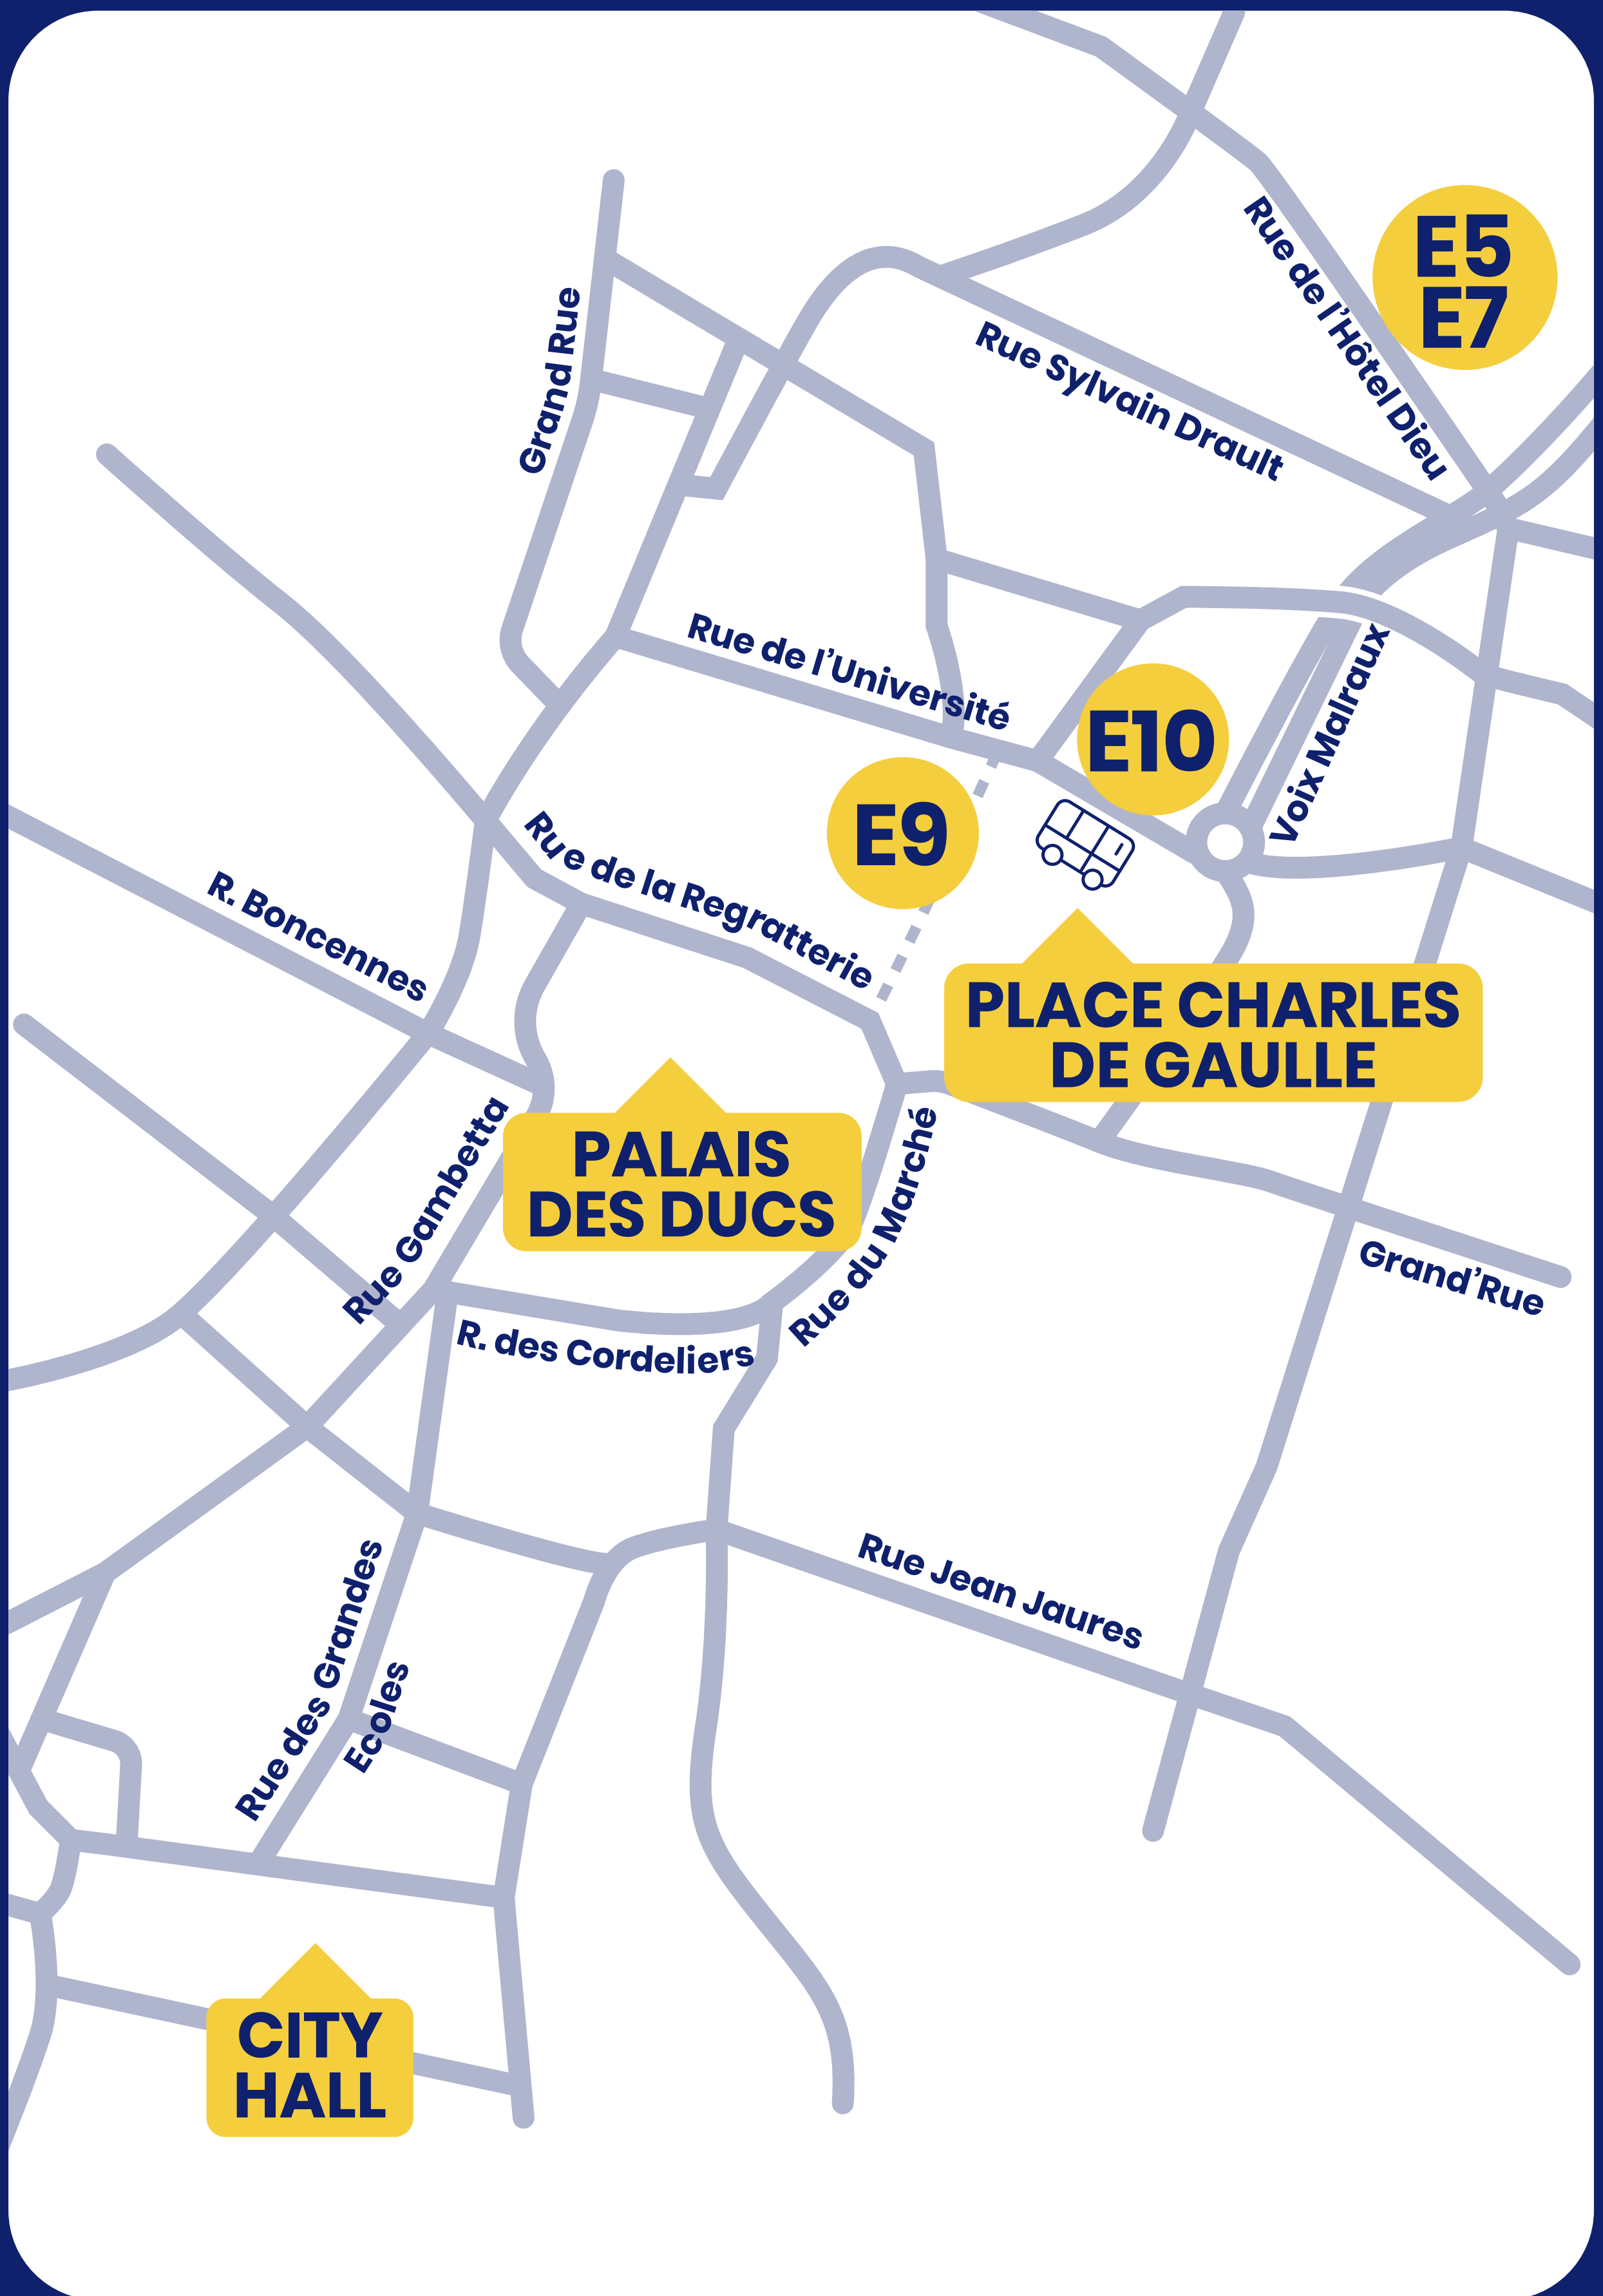 E5
E7
Rue de l’Hôtel Dieu
Grand Rue
Rue Sylvain Drault
Rue de l’Université
E10
Voix Malraux
E9
Rue de la Regratterie
R. Boncennes
PLACE CHARLES
DE GAULLE
PALAIS
DES DUCS
Rue Gambetta
Rue du Marché
Grand’Rue
R. des Cordeliers
Rue Jean Jaures
Rue des Grandes
Ecoles
CITY
HALL